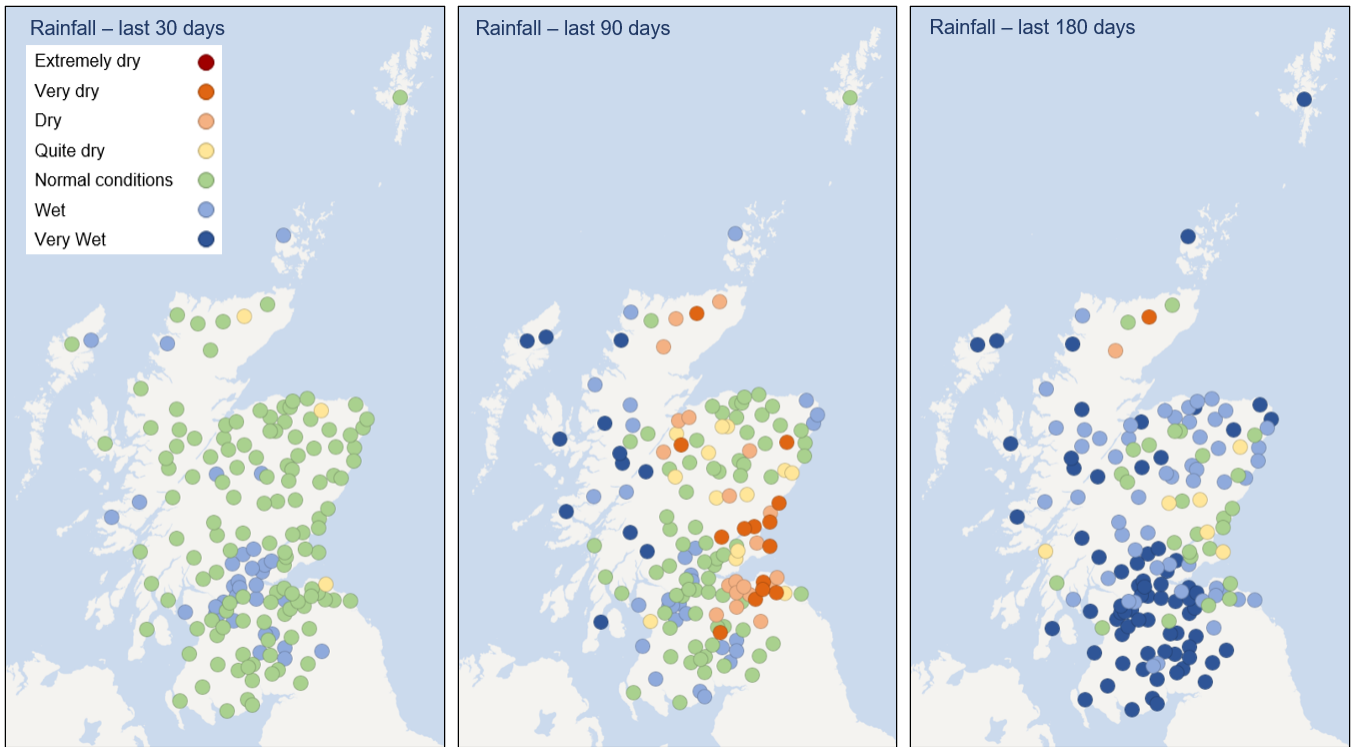 Rainfall – last 30 days
Extremely dry
Very dry
Dry
Quite dry
Normal conditions
Wet
Very Wet
Rainfall – last 90 days
Rainfall – last 180 days